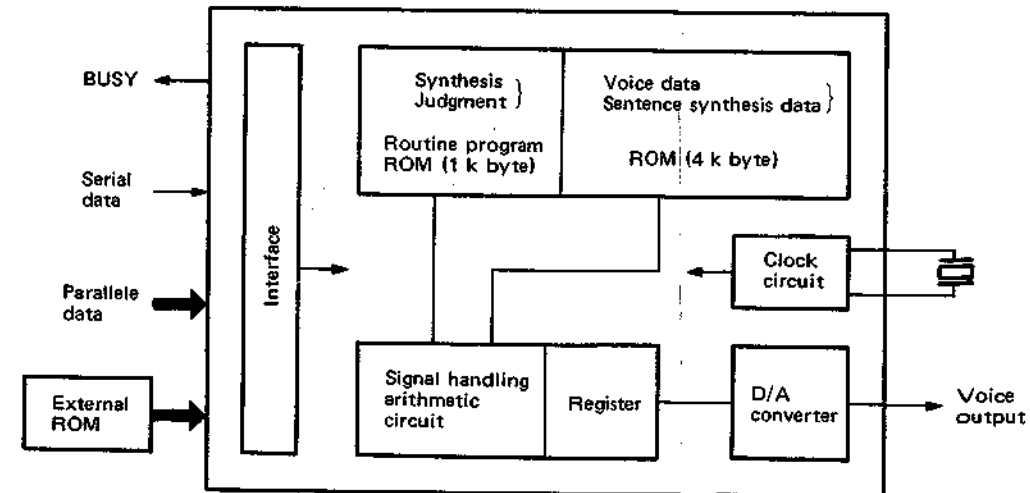 BUSY
Serial
data
Parallele
data
External
ROM
Interface
Synthesis
Judgment
Routine program
ROM (1 k byte)
Voice data
Sentence synthesis data
ROM (4 k byte)
Clock
circuit
Signal handling
arithmetic
circuit
Register
D/A
converter
Voice
output